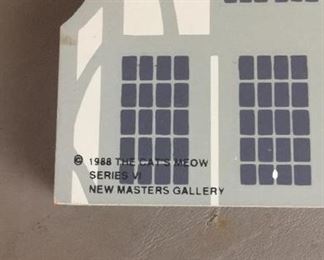 © 1988 THE CAT'S MEOW
SERIES VI
NEW MASTERS GALLERY